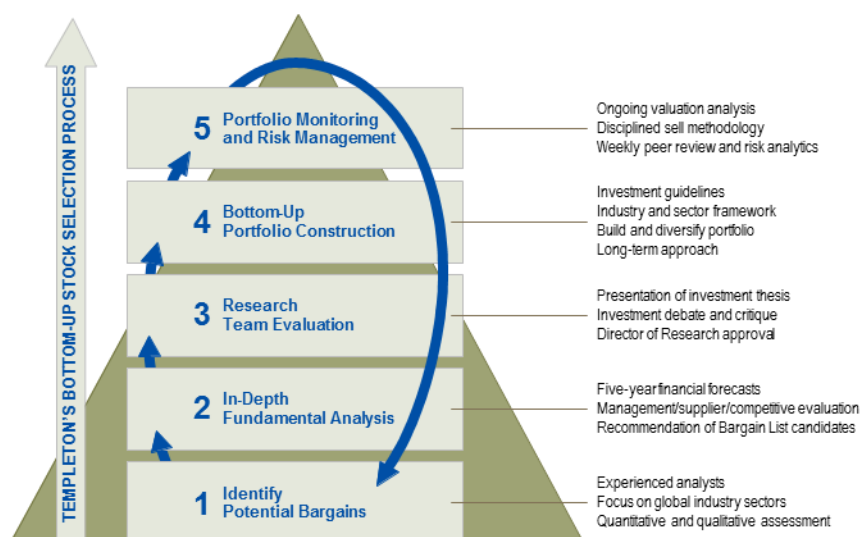 TEMPLETON'S BOTTOM-UP STOCK SELECTION PROCESS
5 Portfolio Monitoring
and Risk Management
Ongoing valuation analysis
Disciplined sell methodology
Weekly peer review and risk analytics
4 Bottom-Up
Portfolio Construction
Investment guidelines
Industry and sector framework
Build and diversify portfolio
Long-term approach
3 Research
Team Evaluation
Presentation of investment thesis
Investment debate and critique
Director of Research approval
2 In-Depth
Fundamental Analysis
Five-year financial forecasts
Management/supplier/competitive evaluation
Recommendation of Bargain List candidates
1 Identify
Potential Bargains
Experienced analysts
Focus on global industry sectors
Quantitative and qualitative assessment